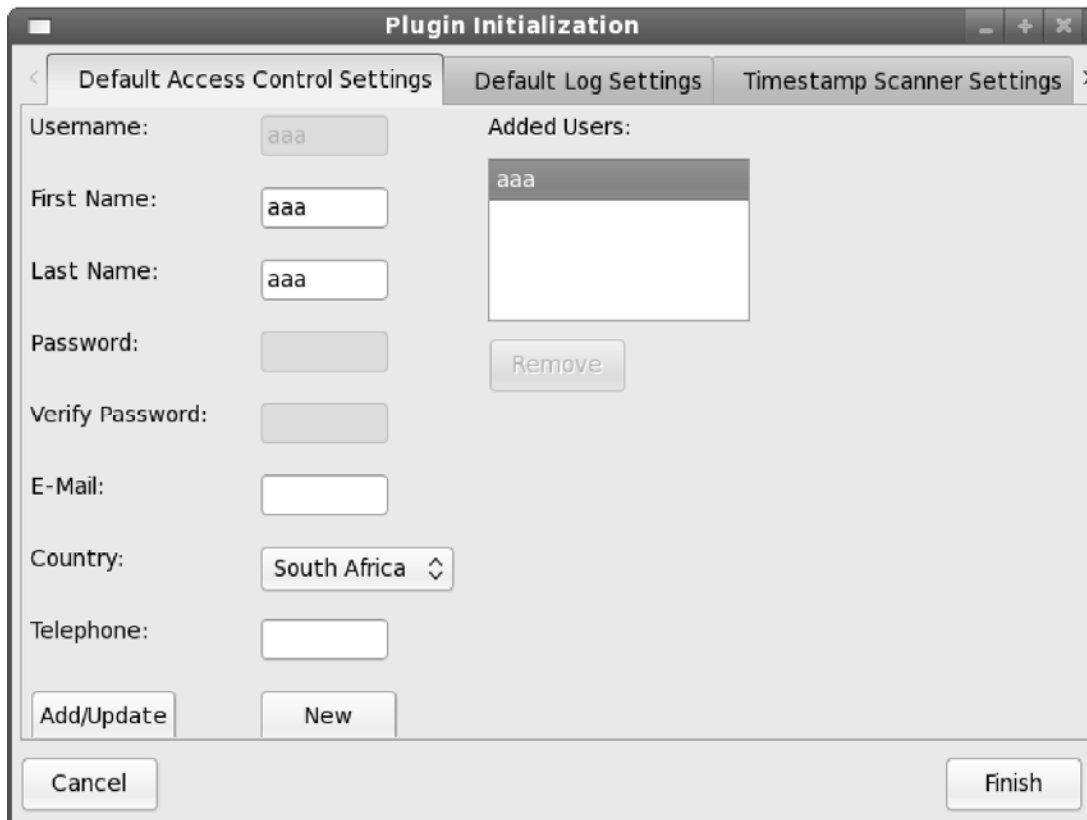 Plugin Initialization
Default Access Control Settings
Default Log Settings
Timestamp Scanner Settings
Username:
aaa
Added Users:
aaa
First Name:
aaa
Last Name:
aaa
Password:
Remove
Verify Password:
E-Mail:
Country:
South Africa
Telephone:
Add/Update
New
Cancel
Finish